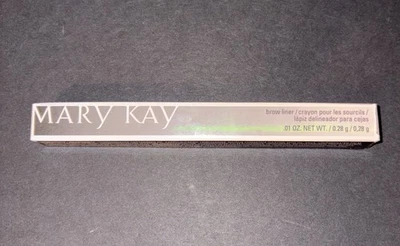 MARY KAY
brow liner / crayon pour les sourcils /
lápiz delineador para cejas
.01 OZ. NET WT. / 0.28 g / 0,28 g